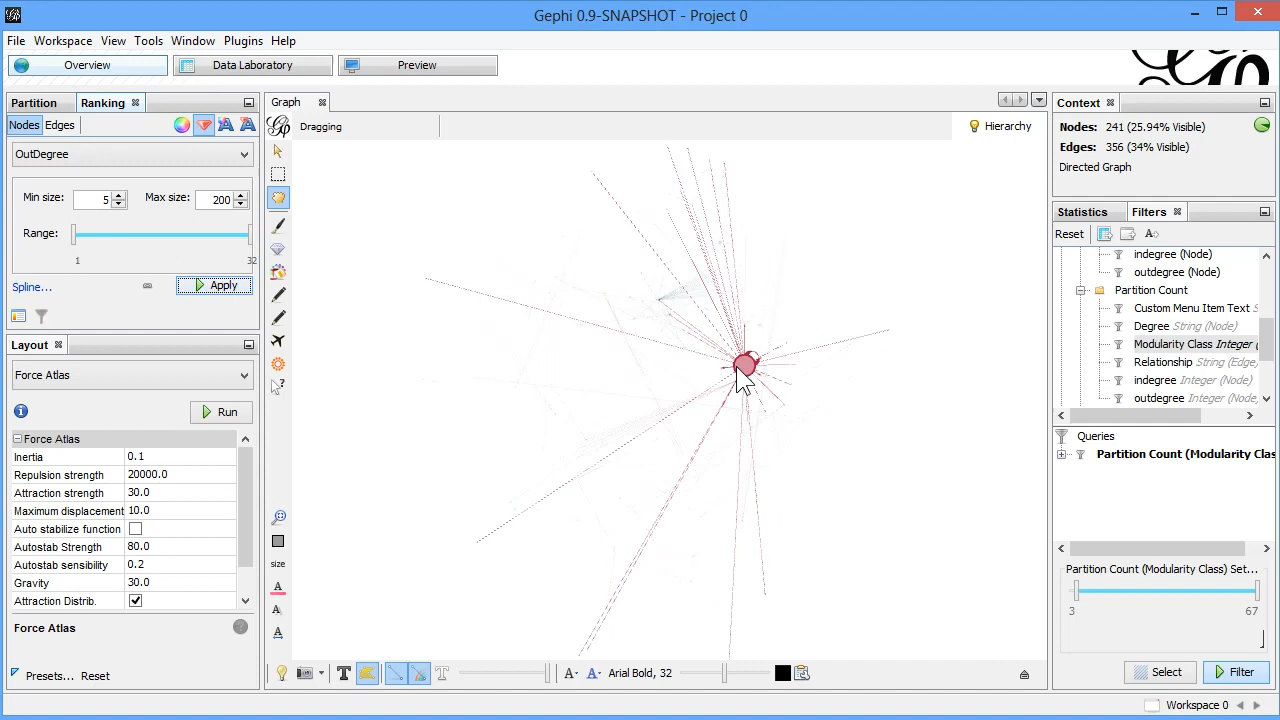 Gephi 0.9-SNAPSHOT - Project 0
File Workspace View Tools Window Plugins Help
Overview
Data Laboratory
Preview
Partition
Ranking
Nodes Edges
OutDegree
Min size: 5 Max size: 200
Range:
1 32
Spline...
Apply
Layout
Force Atlas
Run
Force Atlas
Inertia 0.1
Repulsion strength 20000.0
Attraction strength 30.0
Maximum displacement 10.0
Auto stabilize function
Autostab Strength 80.0
Autostab sensibility 0.2
Gravity 30.0
Attraction Distrib.
Force Atlas
Presets... Reset
Graph
Dragging
Hierarchy
size
A
A
A
T
T
A- A- Arial Bold, 32
Context
Nodes: 241 (25.94% Visible)
Edges: 356 (34% Visible)
Directed Graph
Statistics
Filters
Reset
indegree (Node)
outdegree (Node)
Partition Count
Custom Menu Item Text S
Degree String (Node)
Modularity Class Integer (
Relationship String (Edge)
indegree Integer (Node)
outdegree Integer (Node,
Queries
Partition Count (Modularity Clas
Partition Count (Modularity Class) Set...
3 67
Select
Filter
Workspace 0